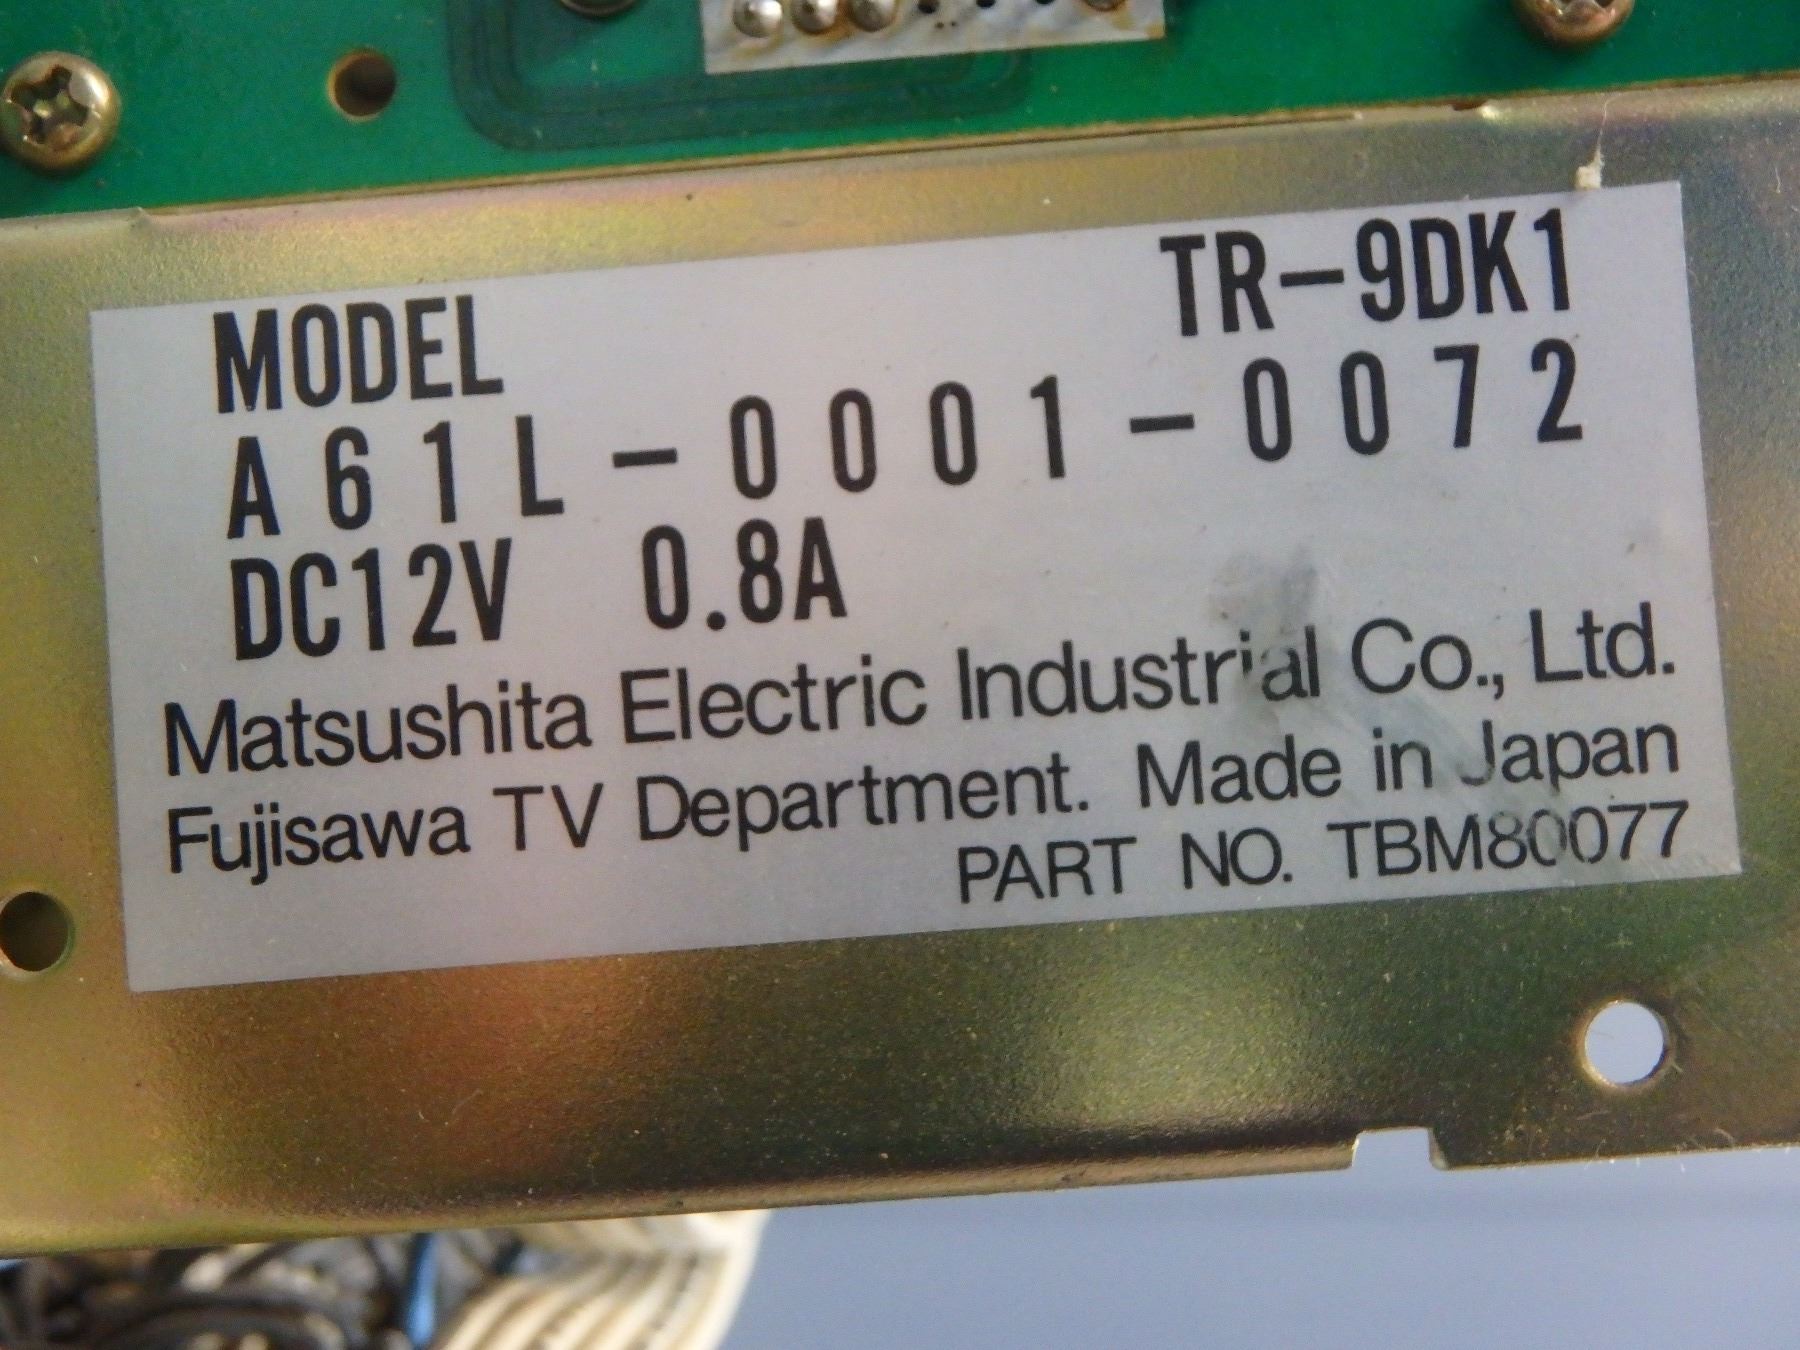 MODEL TR-9DK1
A61L-0001-0072
DC12V 0.8A
Matsushita Electric Industrial Co., Ltd.
Fujisawa TV Department. Made in Japan
PART NO. TBM80077